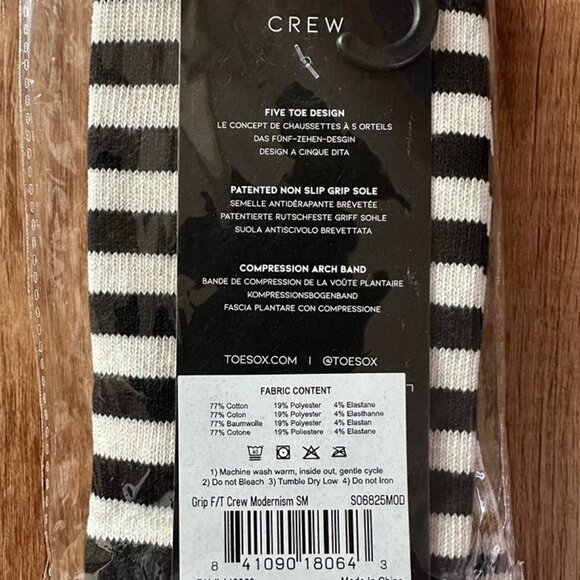 CREW
FIVE TOE DESIGN
LE CONCEPT DE CHAUSSETTES À 5 ORTEILS
DAS FÜNF-ZEHEN-DESGIN
DESIGN A CINQUE DITA
PATENTED NON SLIP GRIP SOLE
SEMELLE ANTIDÉRAPANTE BRÉVETÉE
PATENTIERTE RUTSCHFESTE GRIFF SOHLE
SUOLA ANTISCIVOLO BREVETTATA
COMPRESSION ARCH BAND
BANDE DE COMPRESSION DE LA VOÛTE PLANTAIRE
KOMPRESSIONSBOGENBAND
FASCIA PLANTARE CON COMPRESSIONE
TOESOX.COM | @TOESOX
FABRIC CONTENT
77% Cotton 19% Polyester 4% Elastane
77% Coton 19% Polyester 4% Elasthanne
77% Baumwolle 19% Polyester 4% Elastan
77% Cotone 19% Poliestere 4% Elastane
1) Machine wash warm, inside out, gentle cycle
2) Do not Bleach 3) Tumble Dry Low 4) Do not Iron
Grip F/T Crew Modernism SM S06825MOD
8 41090 18064 3
Made In China